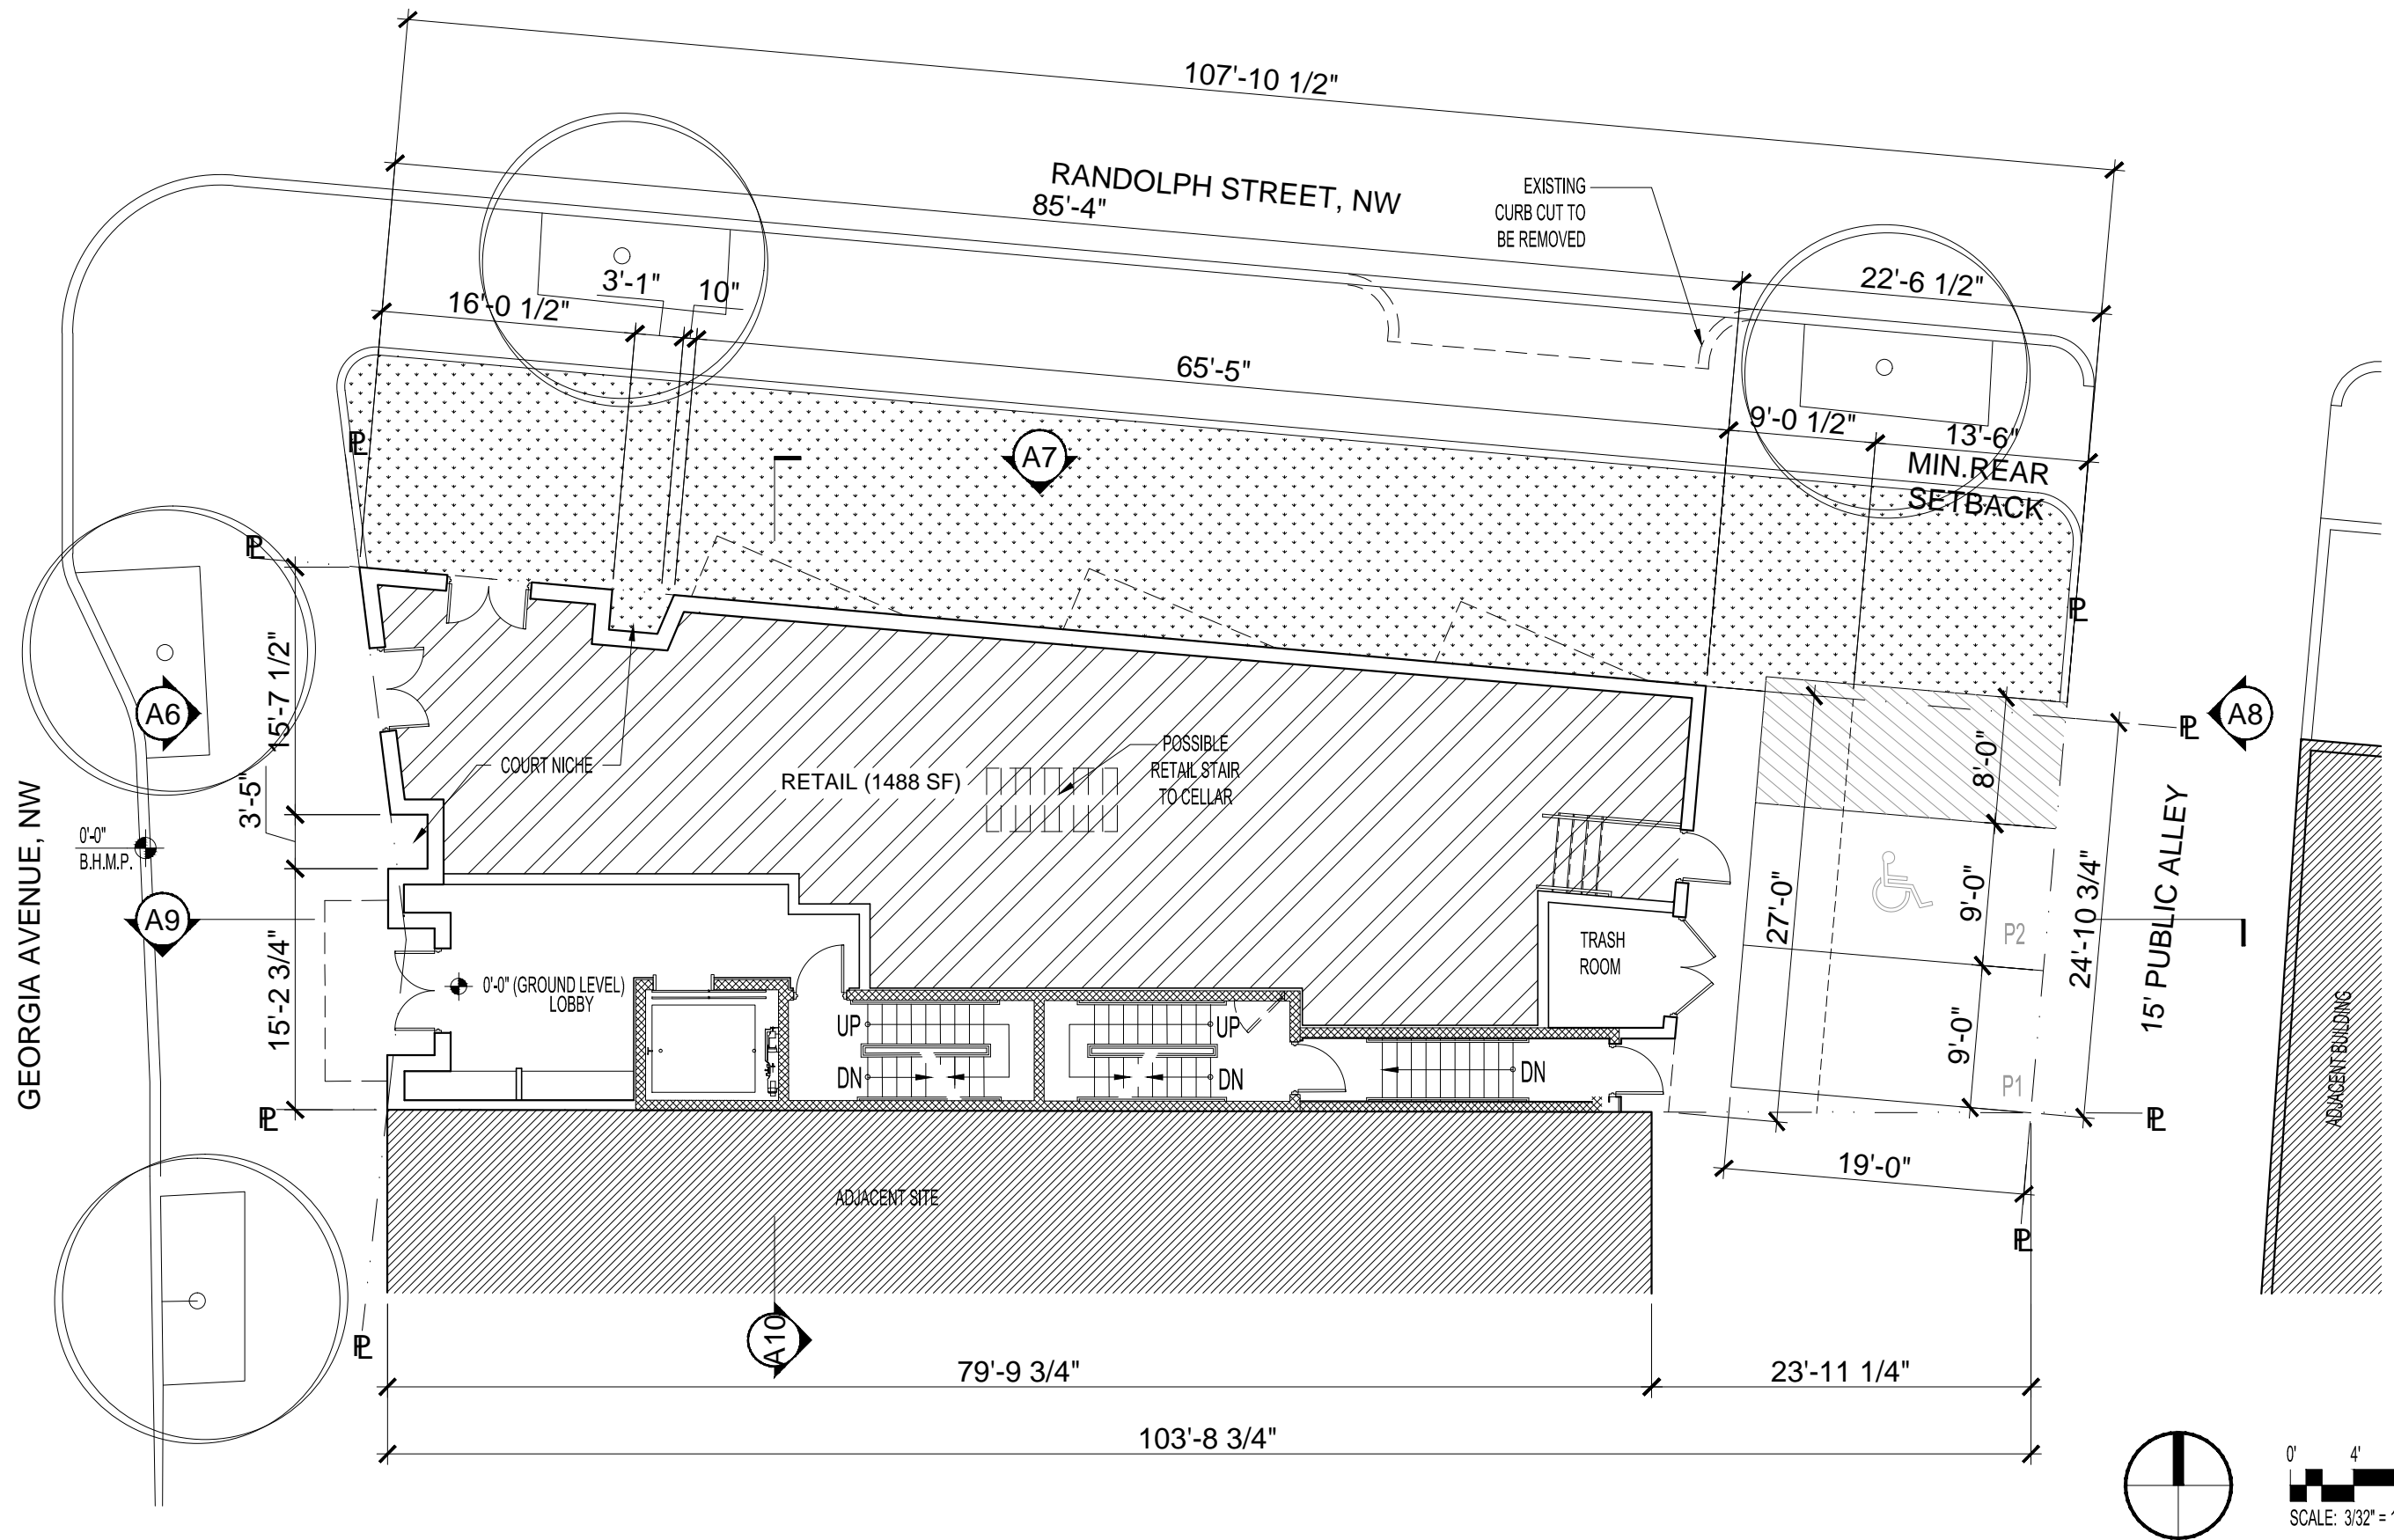 107'-10 1/2"
RANDOLPH STREET, NW
85'-4"
EXISTING
CURB CUT TO
BE REMOVED
22'-6 1/2"
3'-1"
10"
16'-0 1/2"
65'-5"
9'-0 1/2"
13'-6"
MIN.REAR
SETBACK
A7
PL
PL
PL
A6
15'-7 1/2"
3'-5"
COURT NICHE
RETAIL (1488 SF)
POSSIBLE
RETAIL STAIR
TO CELLAR
8'-0"
PL
A8
GEORGIA AVENUE, NW
0'-0"
B.H.M.P.
A9
15'-2 3/4"
0'-0" (GROUND LEVEL)
LOBBY
UP
DN
UP
DN
DN
TRASH
ROOM
27'-0"
9'-0"
P2
24'-10 3/4"
15' PUBLIC ALLEY
9'-0"
P1
ADJACENT BUILDING
PL
PL
19'-0"
ADJACENT SITE
PL
PL
A10
79'-9 3/4"
23'-11 1/4"
103'-8 3/4"
0' 4'
SCALE: 3/32" =